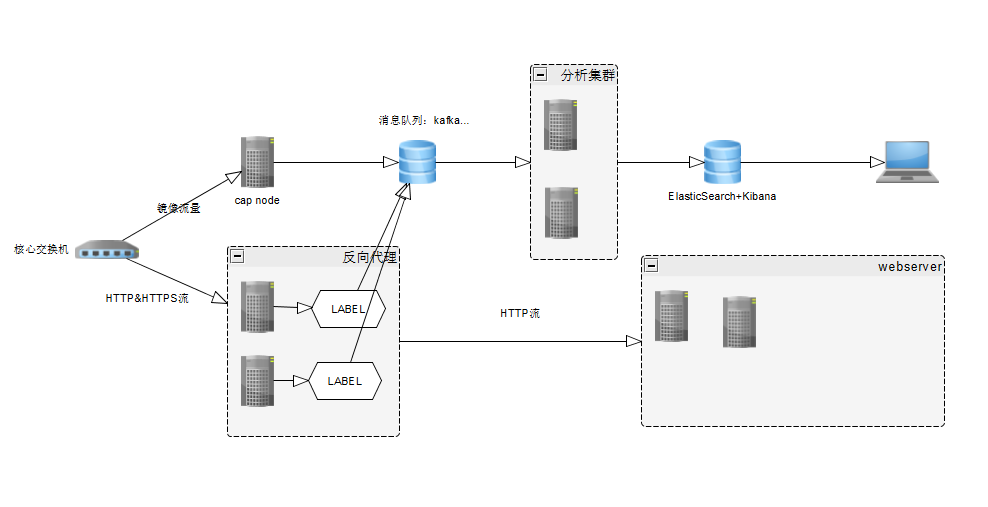 分析集群
消息队列：kafka...
cap node
ElasticSearch+Kibana
镜像流量
核心交换机
反向代理
webserver
HTTP&HTTPS流
LABEL
HTTP流
LABEL